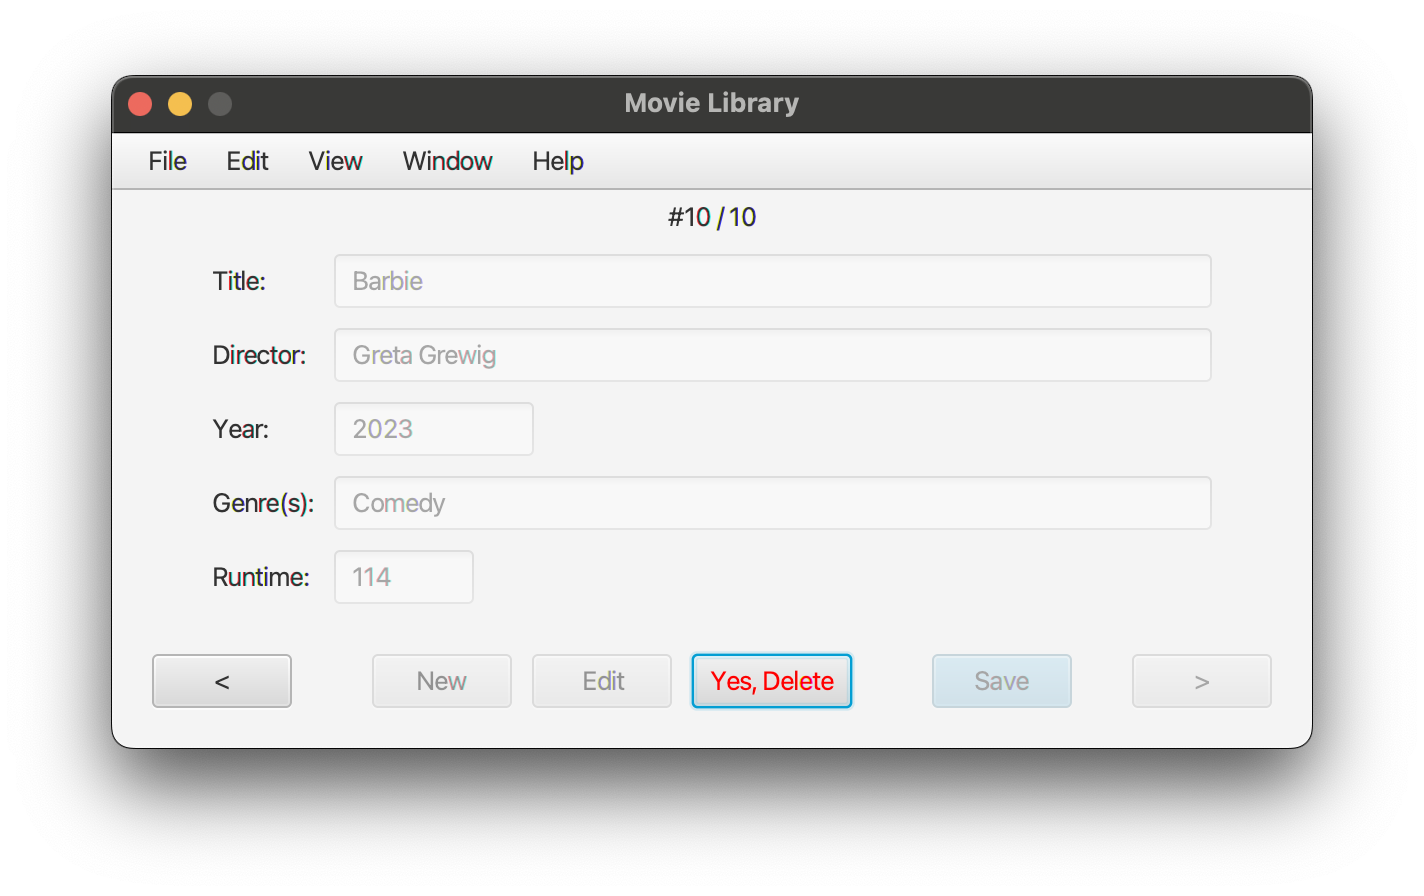 Movie Library
File Edit View Window Help
#10 / 10
Title: Barbie
Director: Greta Grewig
Year: 2023
Genre(s): Comedy
Runtime: 114
< New Edit Yes, Delete Save >